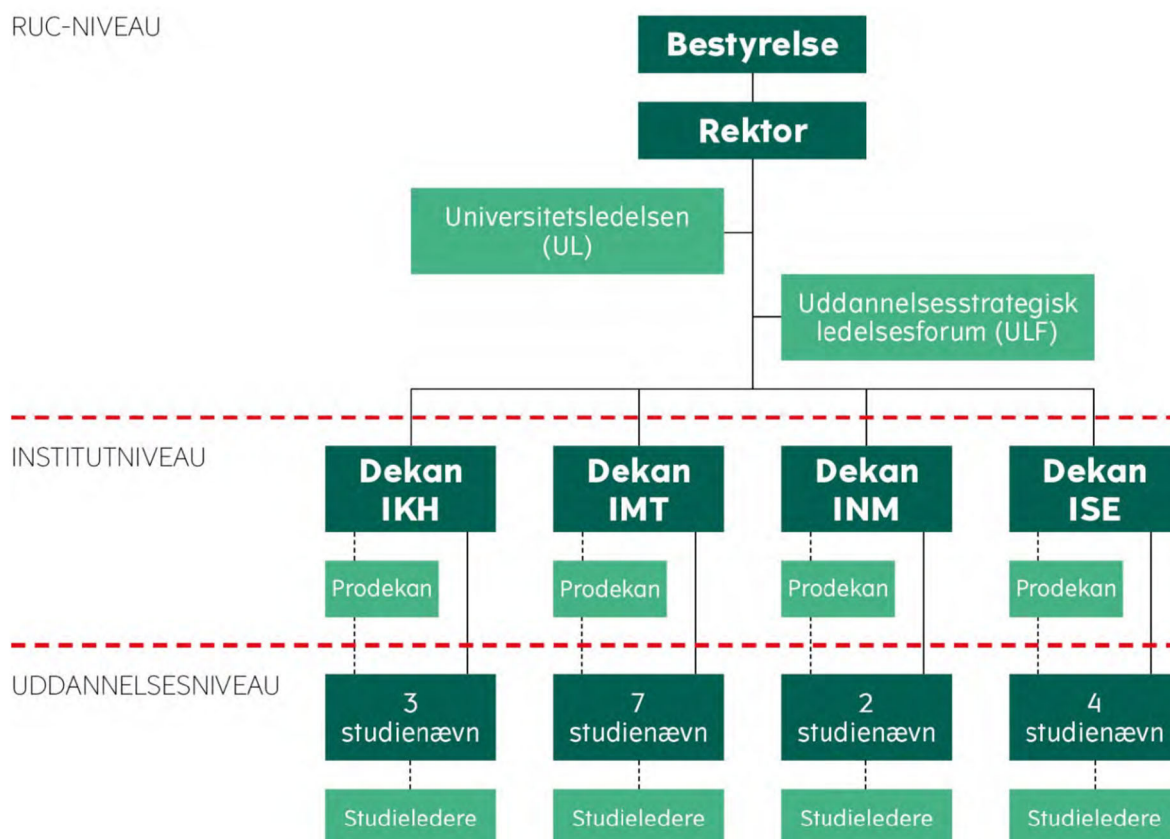 RUC-NIVEAU
Bestyrelse
Rektor
Universitetsledelsen
(UL)
Uddannelsesstrategisk
ledelsesforum (ULF)
INSTITUTNIVEAU
Dekan
IKH
Dekan
IMT
Dekan
INM
Dekan
ISE
Prodekan
Prodekan
Prodekan
Prodekan
UDDANNELSESNIVEAU
3
studienævn
7
studienævn
2
studienævn
4
studienævn
Studieledere
Studieledere
Studieledere
Studieledere